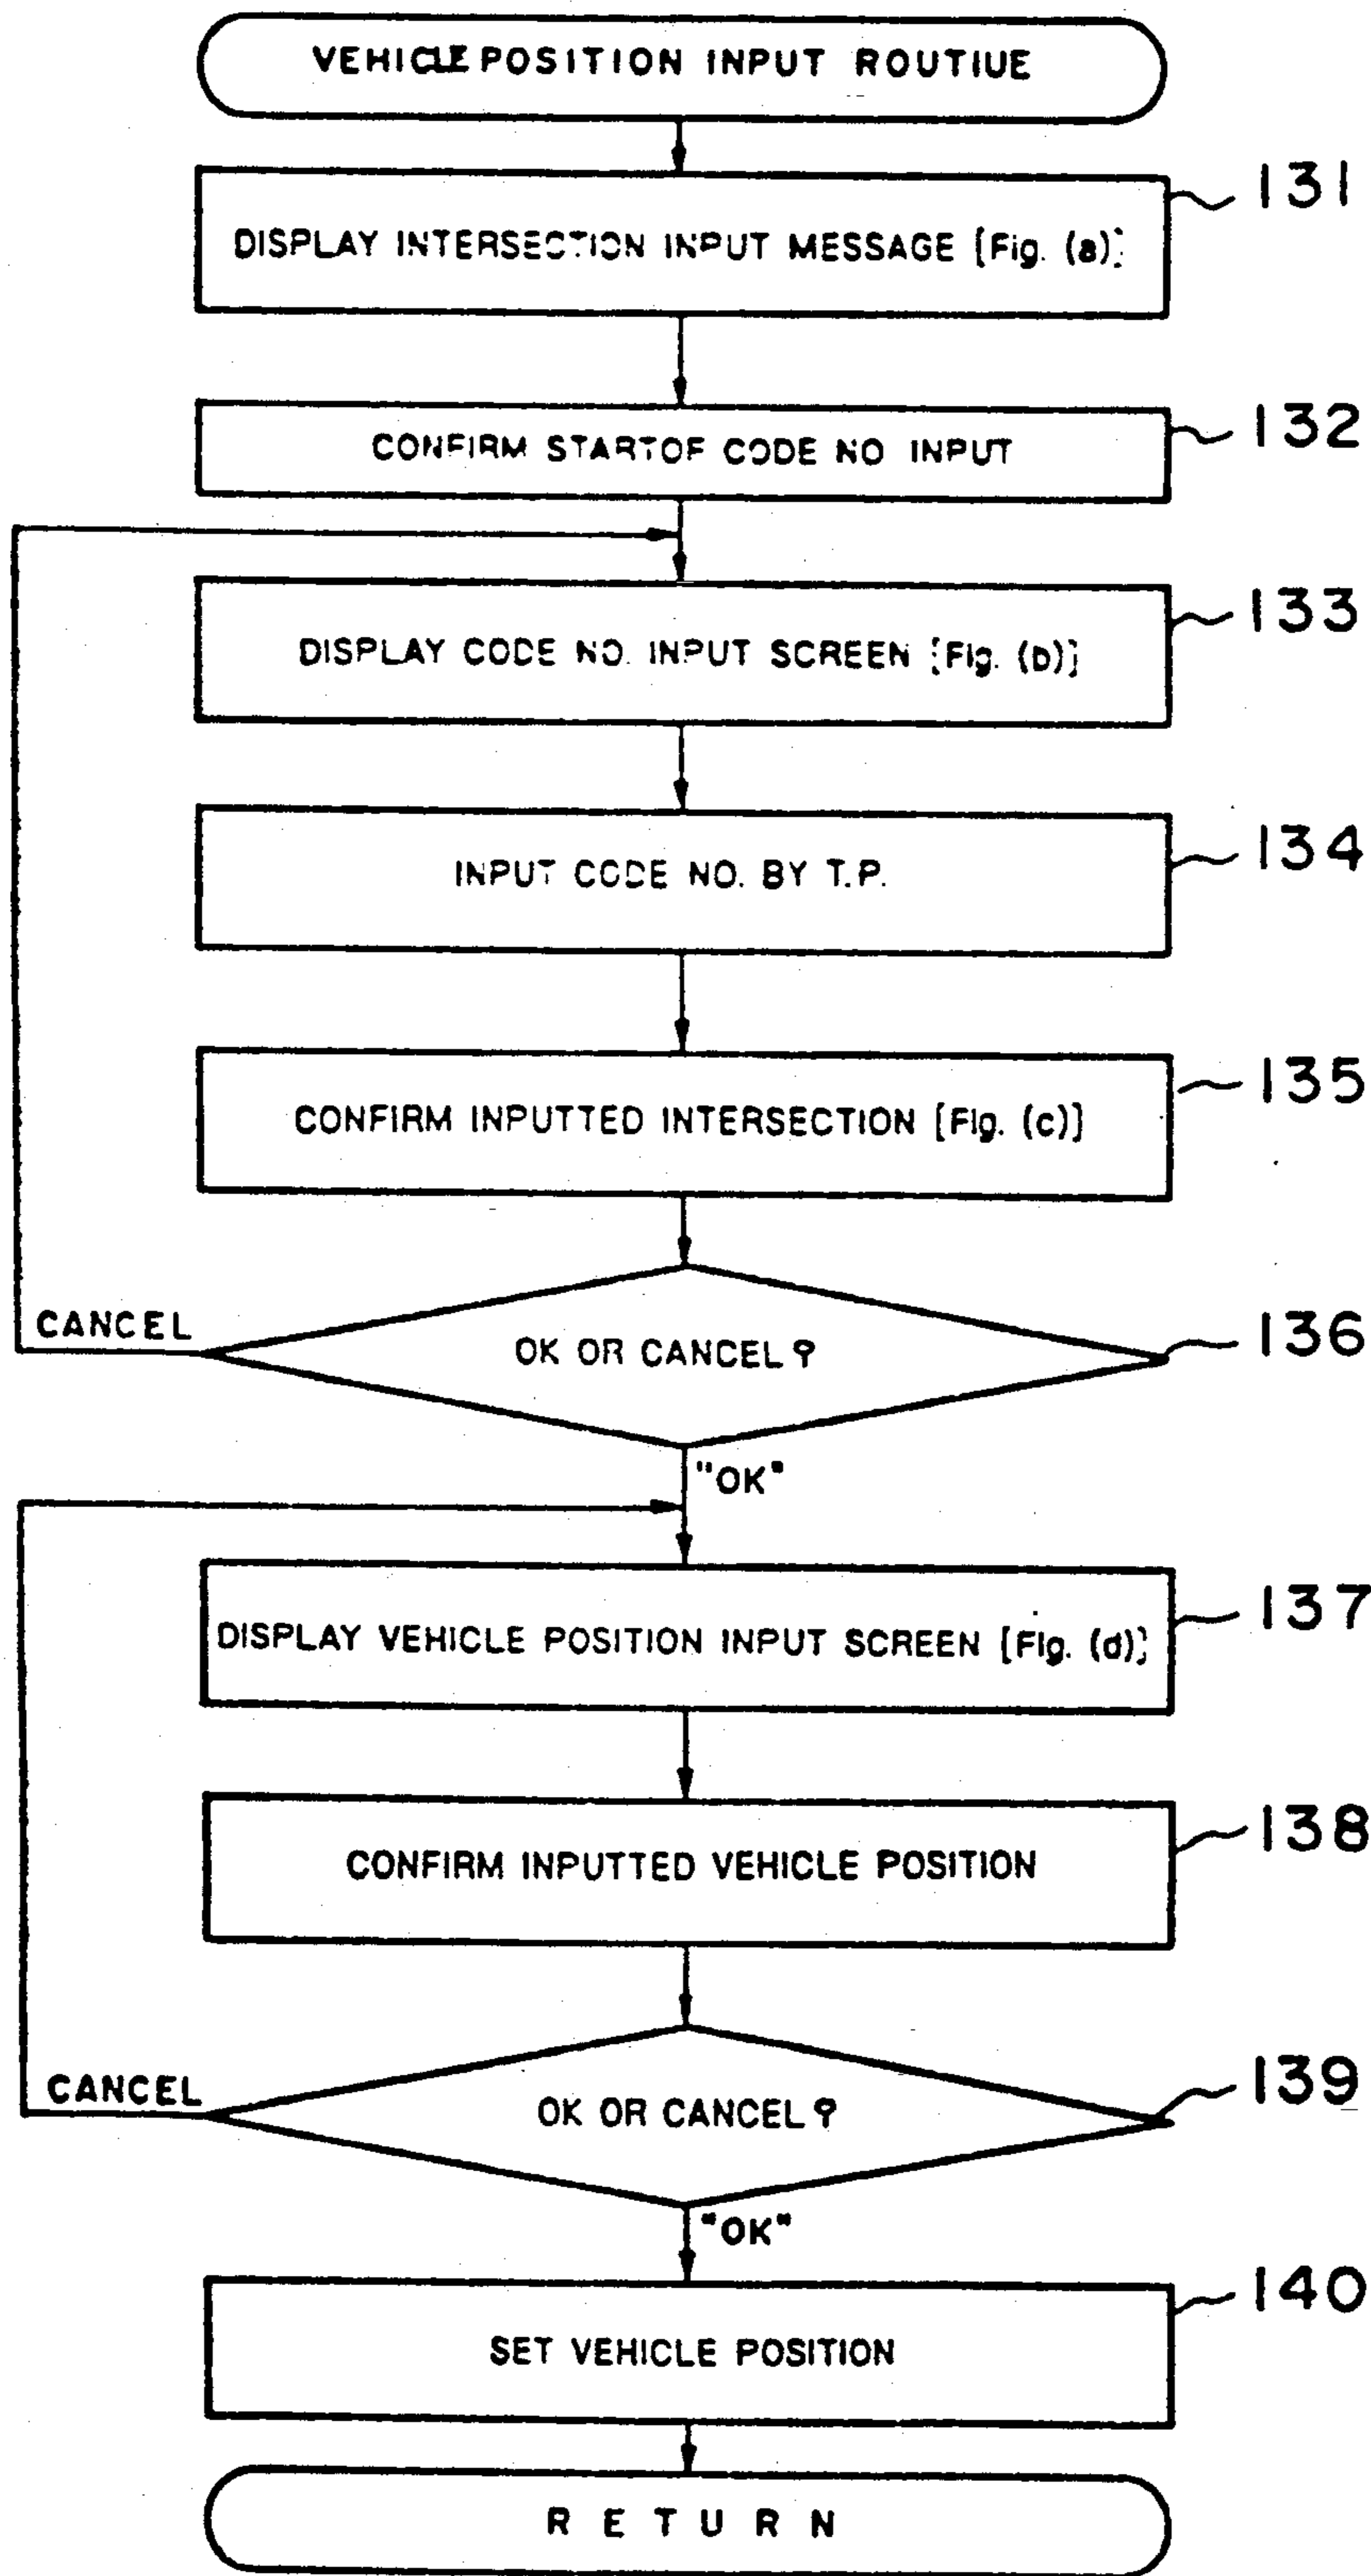 VEHICLE POSITION INPUT ROUTIUE
131
DISPLAY INTERSECTION INPUT MESSAGE [Fig. (a)]
132
CONFIRM STARTOF CODE NO INPUT
133
DISPLAY CODE NO. INPUT SCREEN [Fig. (b)]
134
INPUT CODE NO. BY T.P.
135
CONFIRM INPUTTED INTERSECTION [Fig. (c)]
CANCEL
OK OR CANCEL?
136
"OK"
137
DISPLAY VEHICLE POSITION INPUT SCREEN [Fig. (d)]
138
CONFIRM INPUTTED VEHICLE POSITION
CANCEL
OK OR CANCEL?
139
"OK"
140
SET VEHICLE POSITION
RETURN